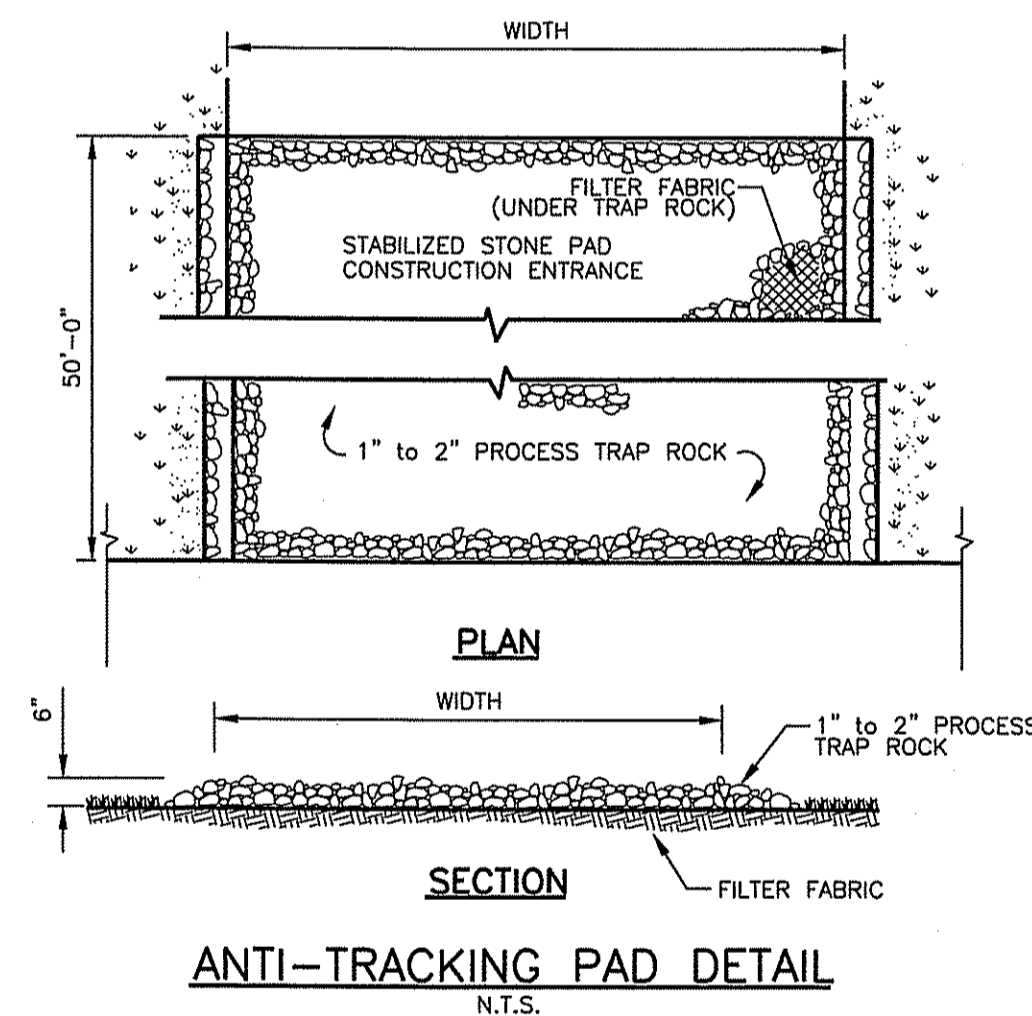 WIDTH
FILTER FABRIC
(UNDER TRAP ROCK)
STABILIZED STONE PAD
CONSTRUCTION ENTRANCE
50'-0"
1" to 2" PROCESS TRAP ROCK
PLAN
WIDTH
6"
1" to 2" PROCESS
TRAP ROCK
SECTION
FILTER FABRIC
ANTI-TRACKING PAD DETAIL
N.T.S.